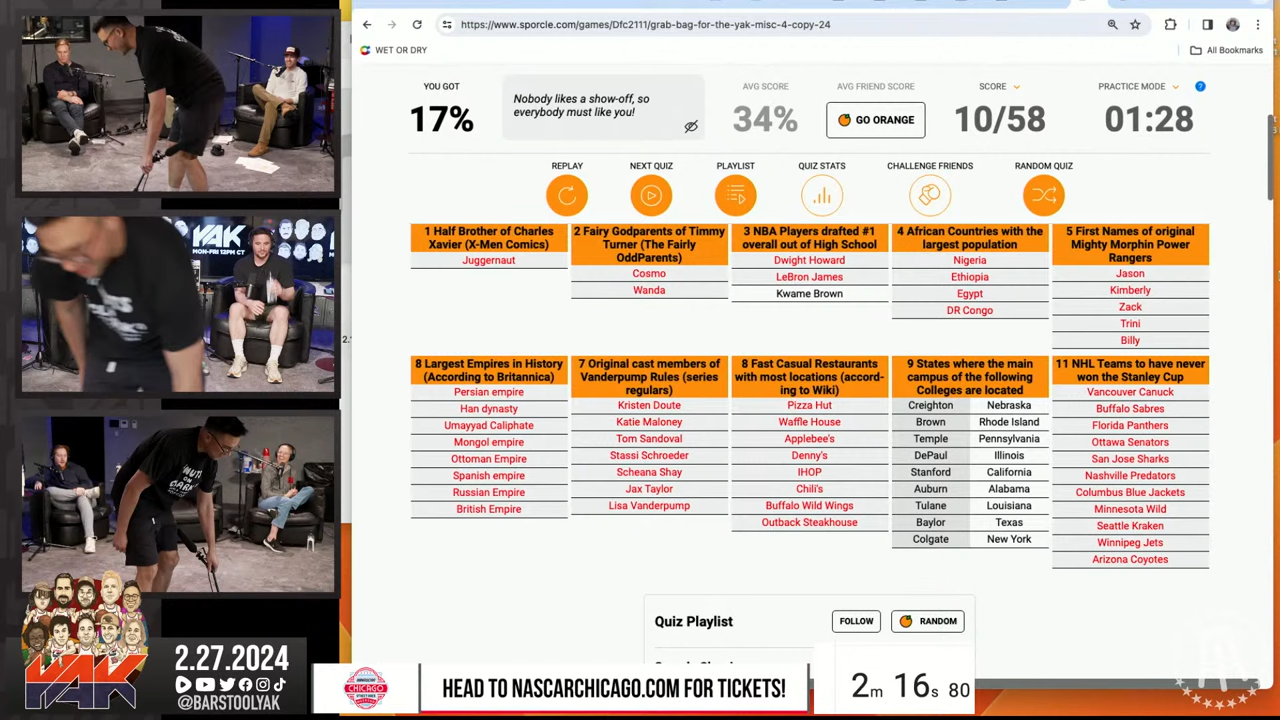 https://www.sporcle.com/games/Dfc2111/grab-bag-for-the-yak-misc-4-copy-24
WET OR DRY
All Bookmarks
YOU GOT
17%
Nobody likes a show-off, so
everybody must like you!
AVG SCORE
34%
AVG FRIEND SCORE
GO ORANGE
SCORE
10/58
PRACTICE MODE
?
01:28
REPLAY
NEXT QUIZ
PLAYLIST
QUIZ STATS
CHALLENGE FRIENDS
RANDOM QUIZ
1 Half Brother of Charles
Xavier (X-Men Comics)
Juggernaut
2 Fairy Godparents of Timmy
Turner (The Fairly
OddParents)
Cosmo
Wanda
3 NBA Players drafted #1
overall out of High School
Dwight Howard
LeBron James
Kwame Brown
4 African Countries with the
largest population
Nigeria
Ethiopia
Egypt
DR Congo
5 First Names of original
Mighty Morphin Power
Rangers
Jason
Kimberly
Zack
Trini
Billy
8 Largest Empires in History
(According to Britannica)
Persian empire
Han dynasty
Umayyad Caliphate
Mongol empire
Ottoman Empire
Spanish empire
Russian Empire
British Empire
7 Original cast members of
Vanderpump Rules (series
regulars)
Kristen Doute
Katie Maloney
Tom Sandoval
Stassi Schroeder
Scheana Shay
Jax Taylor
Lisa Vanderpump
8 Fast Casual Restaurants
with most locations (accord-
ing to Wiki)
Pizza Hut
Waffle House
Applebee's
Denny's
IHOP
Chili's
Buffalo Wild Wings
Outback Steakhouse
9 States where the main
campus of the following
Colleges are located
Creighton Nebraska
Brown Rhode Island
Temple Pennsylvania
DePaul Illinois
Stanford California
Auburn Alabama
Tulane Louisiana
Baylor Texas
Colgate New York
11 NHL Teams to have never
won the Stanley Cup
Vancouver Canuck
Buffalo Sabres
Florida Panthers
Ottawa Senators
San Jose Sharks
Nashville Predators
Columbus Blue Jackets
Minnesota Wild
Seattle Kraken
Winnipeg Jets
Arizona Coyotes
Quiz Playlist
FOLLOW
RANDOM
YAK
MON-FRI 12PM CT
YAK
2.27.2024
@BARSTOOLYAK
CHICAGO
HEAD TO NASCARCHICAGO.COM FOR TICKETS!
2m 16s 80